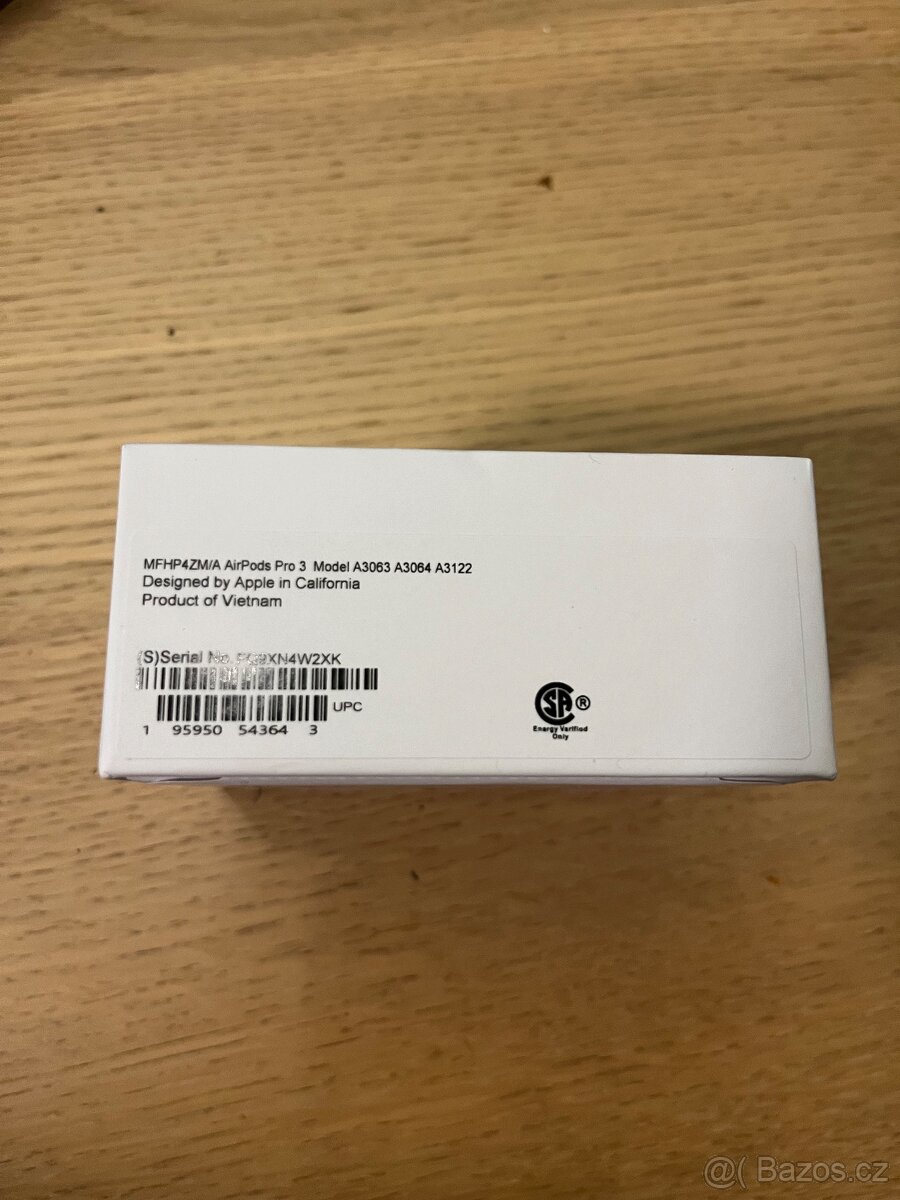 MFHP4ZM/A AirPods Pro 3 Model A3063 A3064 A3122
Designed by Apple in California
Product of Vietnam
(S)Serial No.
UPC
1 95950 54364 3
SA ®
Energy Verified
Only
@( Bazos.cz